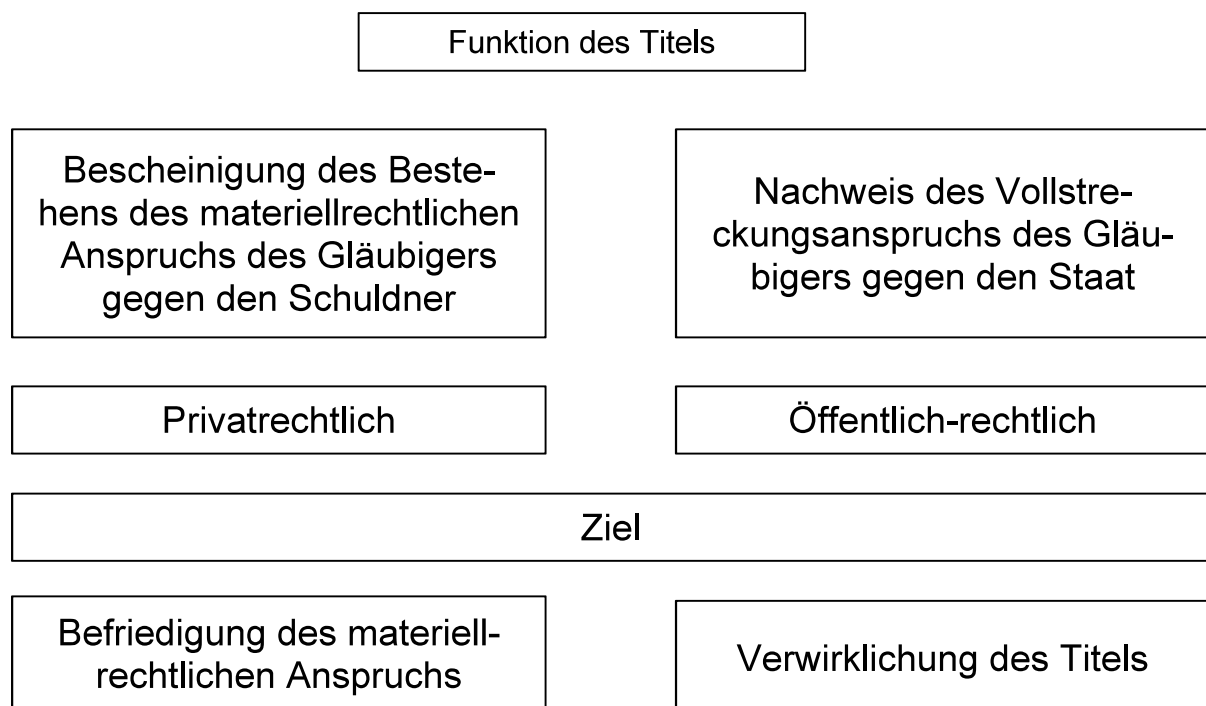 Funktion des Titels
Bescheinigung des Beste-
hens des materiellrechtlichen
Anspruchs des Gläubigers
gegen den Schuldner
Nachweis des Vollstre-
ckungsanspruchs des Gläu-
bigers gegen den Staat
Privatrechtlich
Öffentlich-rechtlich
Ziel
Befriedigung des materiell-
rechtlichen Anspruchs
Verwirklichung des Titels